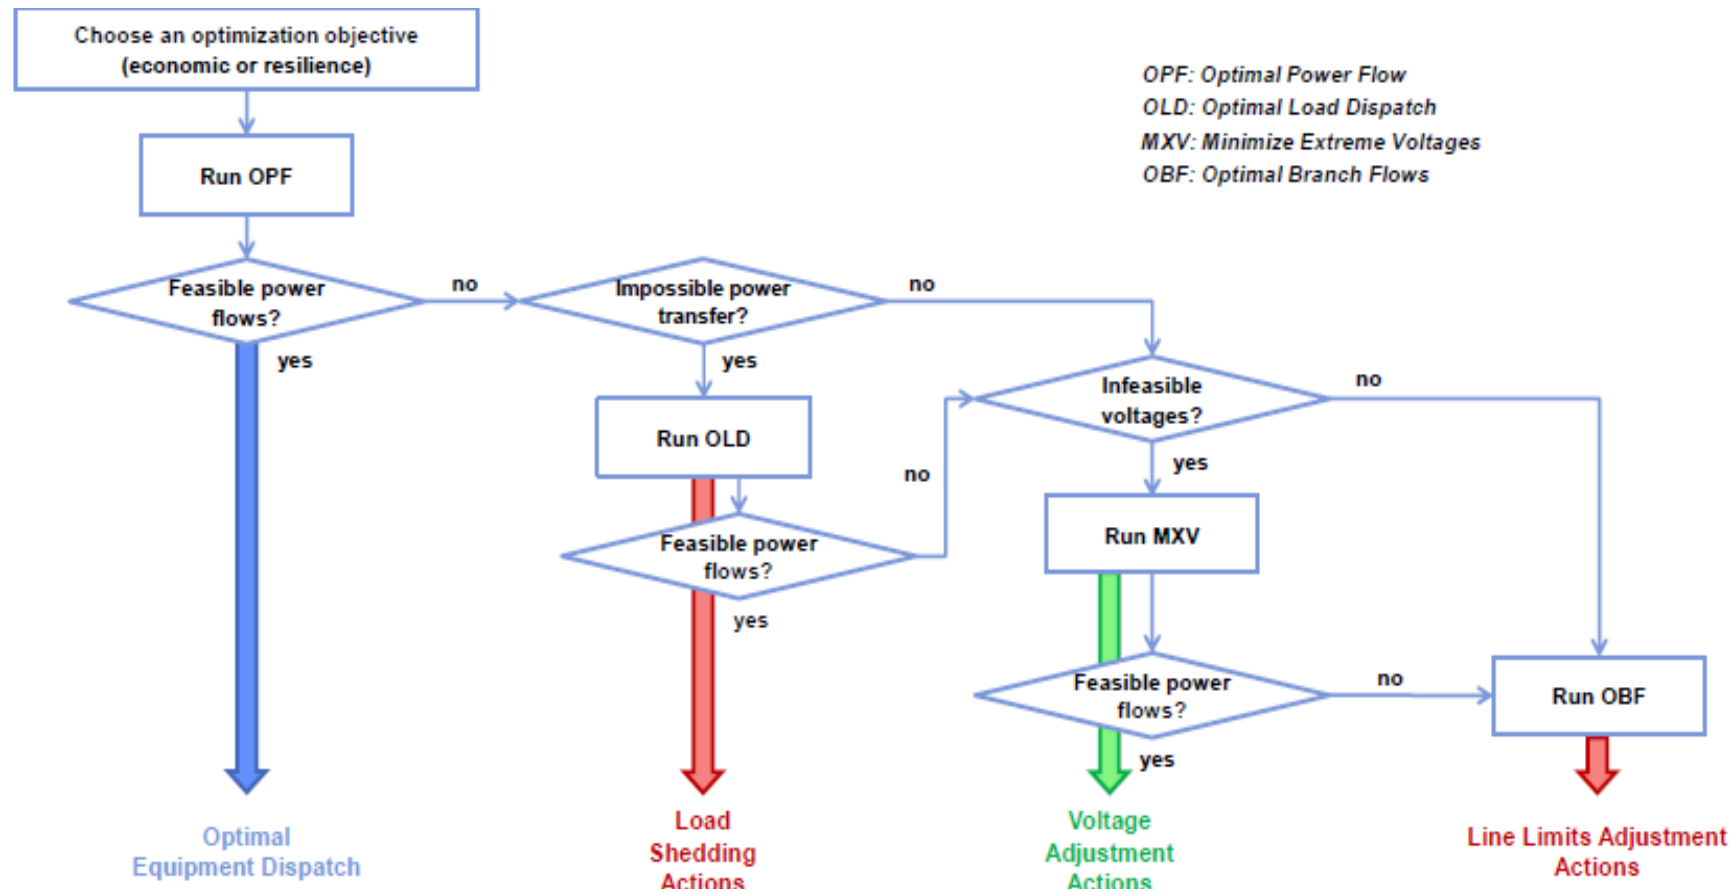 Choose an optimization objective
(economic or resilience)
OPF: Optimal Power Flow
OLD: Optimal Load Dispatch
MXV: Minimize Extreme Voltages
OBF: Optimal Branch Flows
Run OPF
Feasible power
flows?
no
yes
Impossible power
transfer?
no
yes
Run OLD
Feasible power
flows?
no
yes
Infeasible
voltages?
no
yes
Run MXV
Feasible power
flows?
no
yes
Run OBF
Optimal
Equipment Dispatch
Load
Shedding
Actions
Voltage
Adjustment
Actions
Line Limits Adjustment
Actions